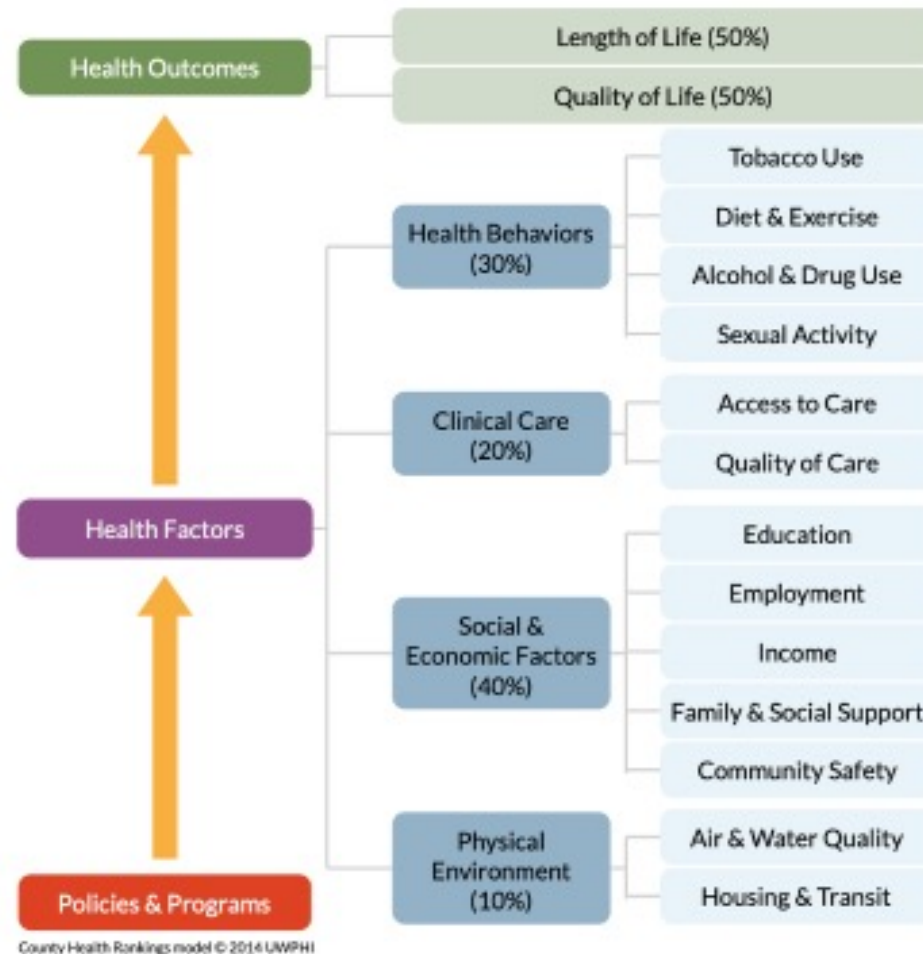 Health Outcomes
Length of Life (50%)
Quality of Life (50%)
Health Behaviors
(30%)
Tobacco Use
Diet & Exercise
Alcohol & Drug Use
Sexual Activity
Clinical Care
(20%)
Access to Care
Quality of Care
Health Factors
Social &
Economic Factors
(40%)
Education
Employment
Income
Family & Social Support
Community Safety
Physical
Environment
(10%)
Air & Water Quality
Housing & Transit
Policies & Programs
County Health Rankings model © 2014 UWPHI